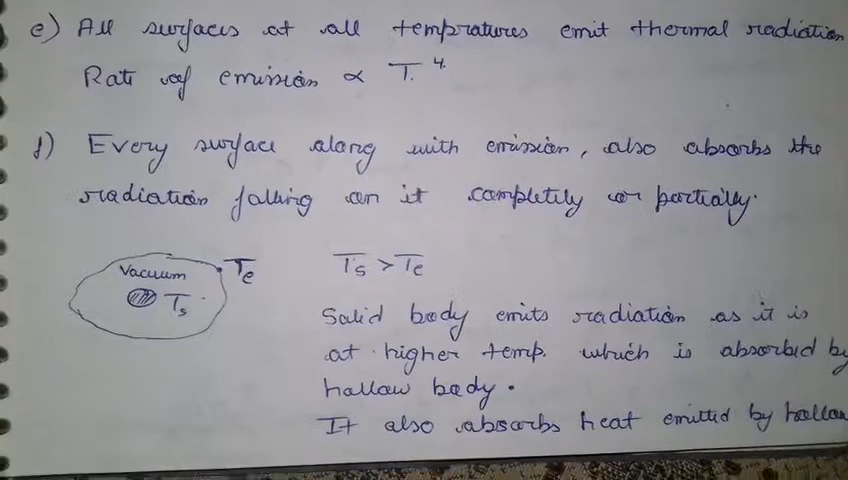 e) All surfaces at all tempratures emit thermal radiation
Rate of emission ∝ T⁴.
f) Every surface along with emission, also absorbs the
radiation falling on it completely or partially.
Vacuum
Te
Ts
Ts > Te
Solid body emits radiation as it is
at higher temp. which is absorbed by
hollow body.
It also absorbs heat emitted by hollow